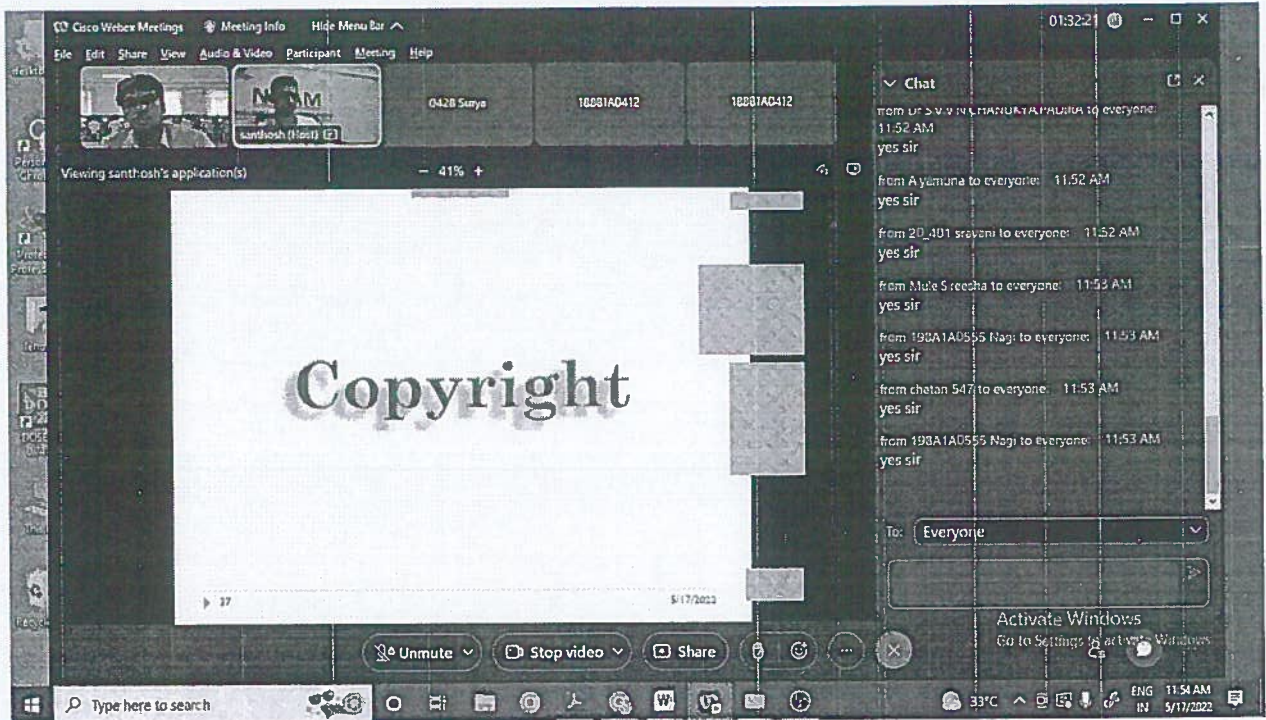 Cisco Webex Meetings Meeting Info Hide Menu Bar
01:32:21
File Edit Share View Audio & Video Participant Meeting Help
santhosh (Host)
0428 Surya
18881A0412
18881A0412
Viewing santhosh's application(s)
41%
Copyright
37
5/17/2022
Chat
to everyone:
11:52 AM
yes sir
from A yamuna to everyone: 11:52 AM
yes sir
from 20_401 sravani to everyone: 11:52 AM
yes sir
from Mule Sireesha to everyone: 11:53 AM
yes sir
from 198A1A0555 Nagi to everyone: 11:53 AM
yes sir
from chetan 547 to everyone: 11:53 AM
yes sir
from 198A1A0555 Nagi to everyone: 11:53 AM
yes sir
To: Everyone
Activate Windows
Go to Settings to activate Windows
Unmute
Stop video
Share
Type here to search
33°C
ENG
IN
11:54 AM
5/17/2022